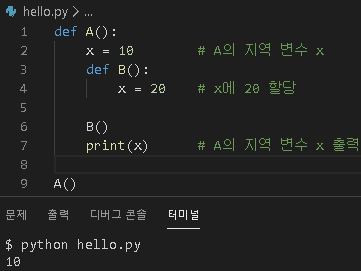 hello.py > ...
1 def A():
2     x = 10        # A의 지역 변수 x
3     def B():
4         x = 20    # x에 20 할당
5
6     B()
7     print(x)      # A의 지역 변수 x 출력
8
9 A()
문제 출력 디버그 콘솔 터미널
$ python hello.py
10